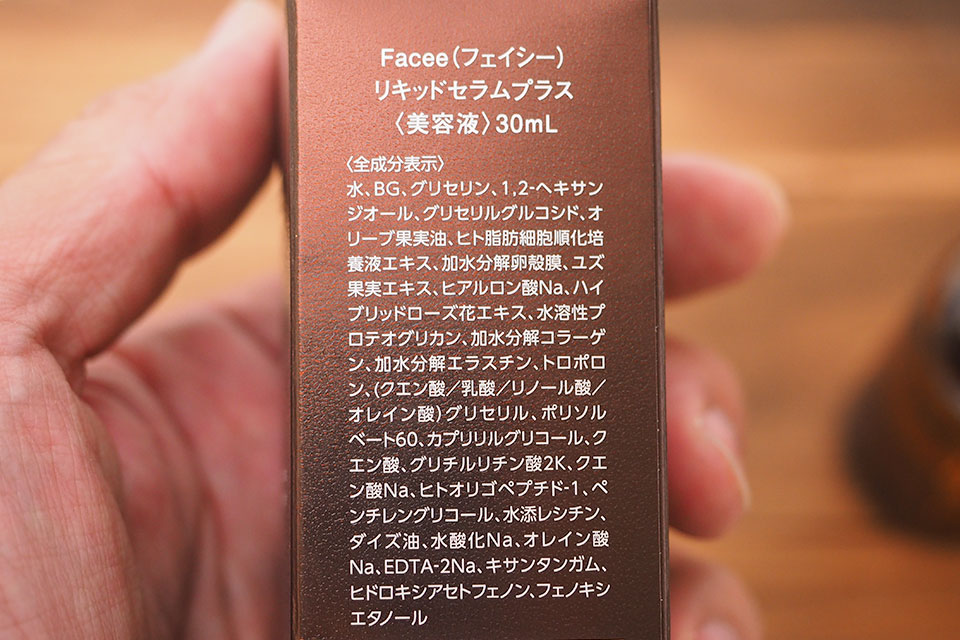 Facee(フェイシー)
リキッドセラムプラス
〈美容液〉30mL
〈全成分表示〉
水、BG、グリセリン、1,2-ヘキサン
ジオール、グリセリルグルコシド、オ
リーブ果実油、ヒト脂肪細胞順化培
養液エキス、加水分解卵殻膜、ユズ
果実エキス、ヒアルロン酸Na、ハイ
ブリッドローズ花エキス、水溶性プ
ロテオグリカン、加水分解コラーゲ
ン、加水分解エラスチン、トロポロ
ン、(クエン酸／乳酸／リノール酸／
オレイン酸)グリセリル、ポリソル
ベート60、カプリリルグリコール、ク
エン酸、グリチルリチン酸2K、クエ
ン酸Na、ヒトオリゴペプチド-1、ペ
ンチレングリコール、水添レシチン、
ダイズ油、水酸化Na、オレイン酸
Na、EDTA-2Na、キサンタンガム、
ヒドロキシアセトフェノン、フェノキシ
エタノール